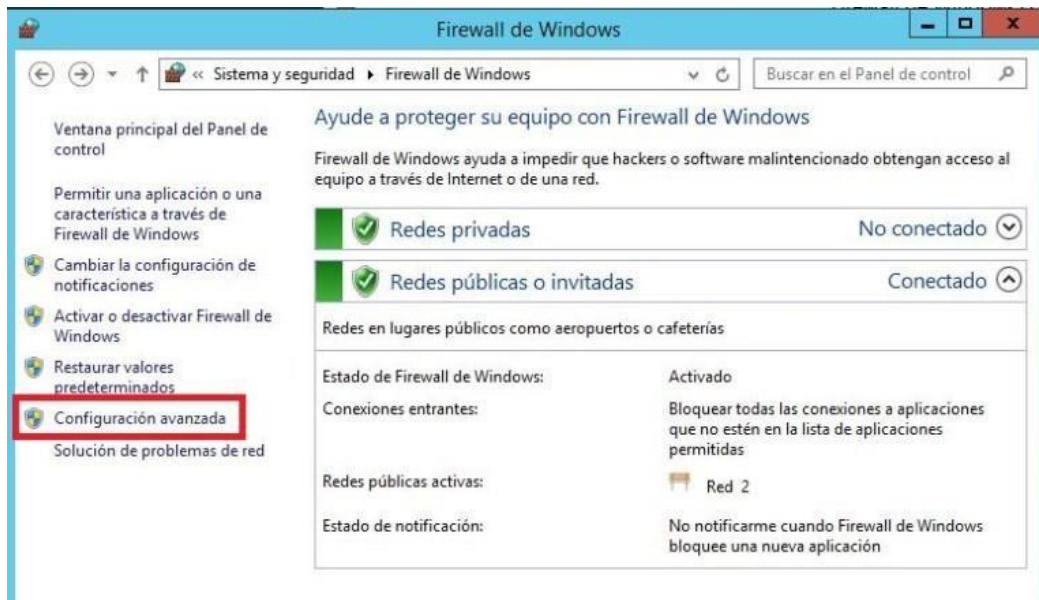 Firewall de Windows
« Sistema y seguridad ▸ Firewall de Windows
Buscar en el Panel de control
Ventana principal del Panel de
control
Permitir una aplicación o una
característica a través de
Firewall de Windows
Cambiar la configuración de
notificaciones
Activar o desactivar Firewall de
Windows
Restaurar valores
predeterminados
Configuración avanzada
Solución de problemas de red
Ayude a proteger su equipo con Firewall de Windows
Firewall de Windows ayuda a impedir que hackers o software malintencionado obtengan acceso al
equipo a través de Internet o de una red.
Redes privadas No conectado
Redes públicas o invitadas Conectado
Redes en lugares públicos como aeropuertos o cafeterías
Estado de Firewall de Windows: Activado
Conexiones entrantes: Bloquear todas las conexiones a aplicaciones
que no estén en la lista de aplicaciones
permitidas
Redes públicas activas: Red 2
Estado de notificación: No notificarme cuando Firewall de Windows
bloquee una nueva aplicación